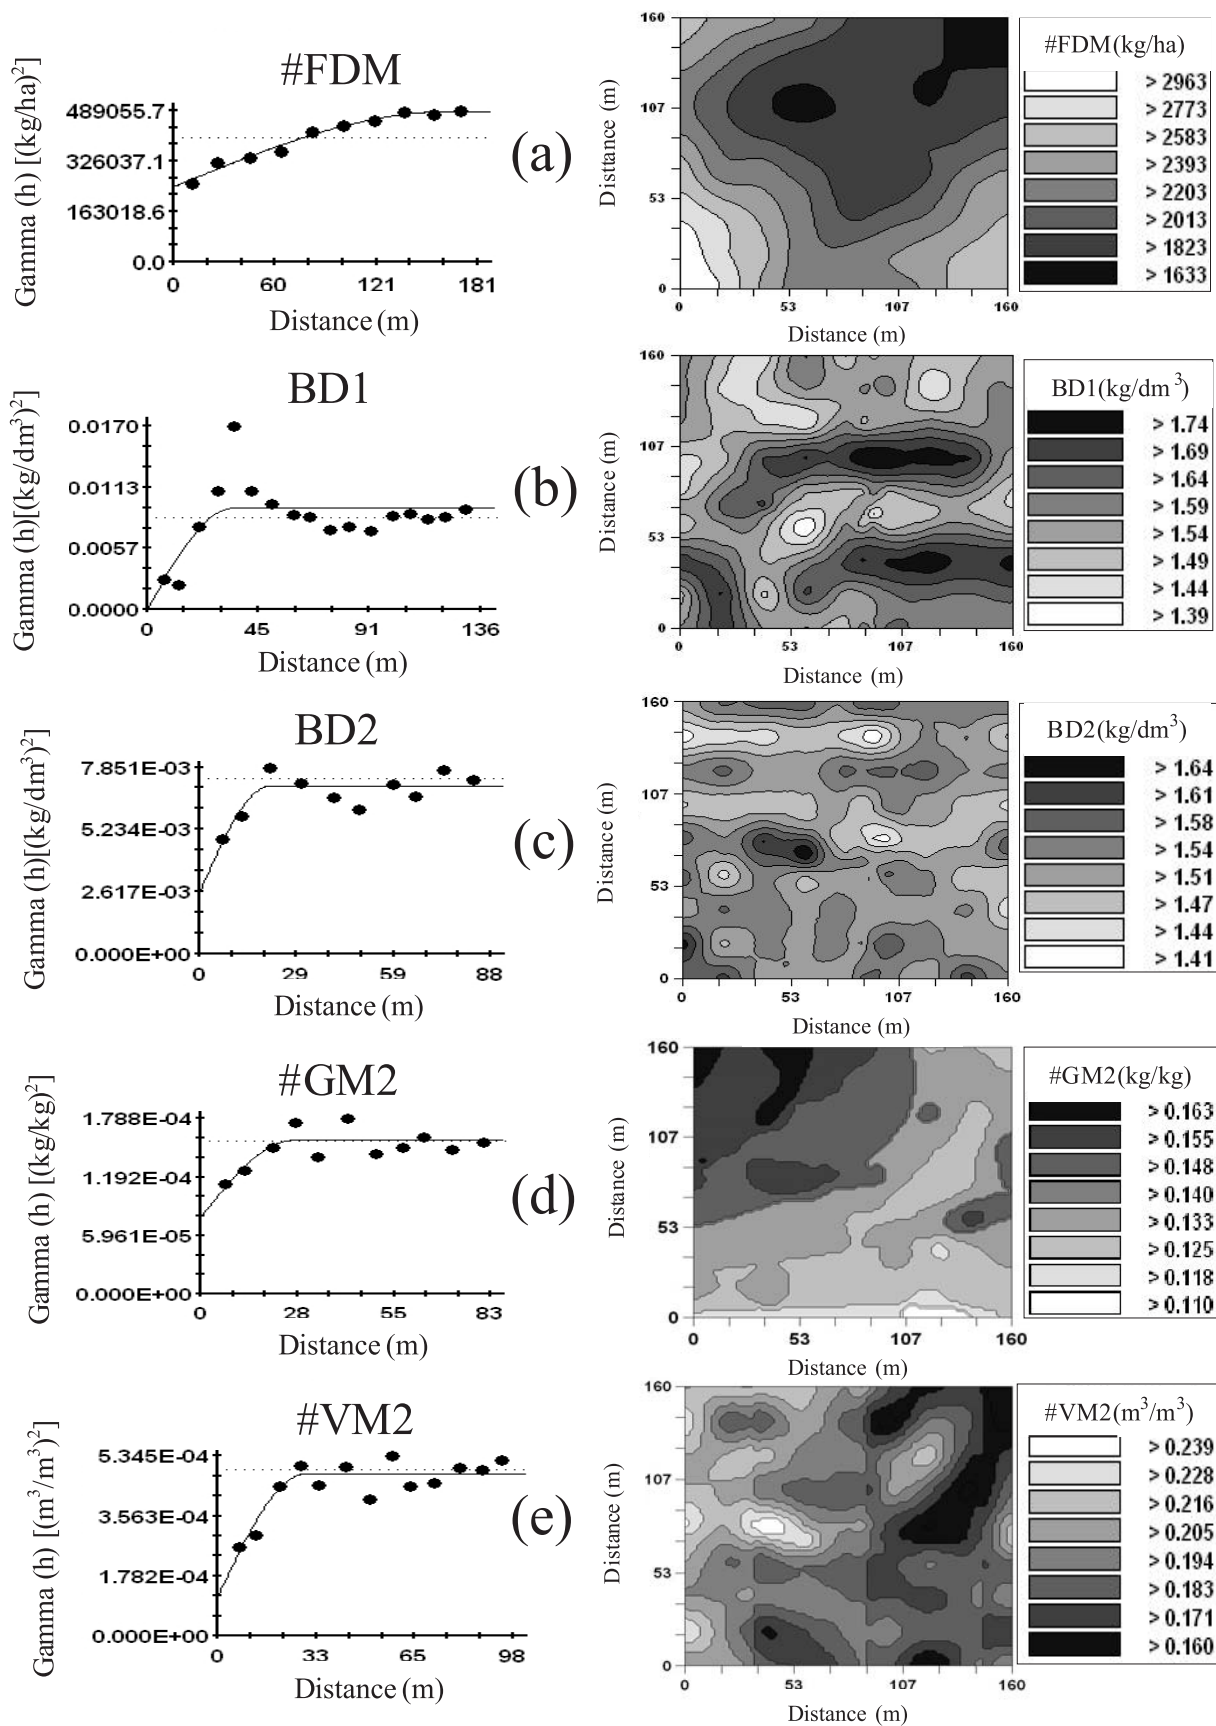 #FDM
Gamma (h) [(kg/ha)²]
489055.7
326037.1
163018.6
0.0
0 60 121 181
Distance (m)
(a)
Disttance (m)
160
107
53
0
0 53 107 160
Distance (m)
#FDM(kg/ha)
> 2963
> 2773
> 2583
> 2393
> 2203
> 2013
> 1823
> 1633
BD1
Gamma (h)[(kg/dm³)²]
0.0170
0.0113
0.0057
0.0000
0 45 91 136
Distance (m)
(b)
Distance (m)
160
107
53
0
0 53 107 160
Distance (m)
BD1(kg/dm³)
> 1.74
> 1.69
> 1.64
> 1.59
> 1.54
> 1.49
> 1.44
> 1.39
BD2
Gamma (h)[(kg/dm³)²]
7.851E-03
5.234E-03
2.617E-03
0.000E+00
0 29 59 88
Distance (m)
(c)
Distance (m)
160
107
53
0
0 53 107 160
Distance (m)
BD2(kg/dm³)
> 1.64
> 1.61
> 1.58
> 1.54
> 1.51
> 1.47
> 1.44
> 1.41
#GM2
Gamma (h) [(kg/kg)²]
1.788E-04
1.192E-04
5.961E-05
0.000E+00
0 28 55 83
Distance (m)
(d)
Distance (m)
160
107
53
0
0 53 107 160
Distance (m)
#GM2(kg/kg)
> 0.163
> 0.155
> 0.148
> 0.140
> 0.133
> 0.125
> 0.118
> 0.110
#VM2
Gamma (h) [(m³/m³)²]
5.345E-04
3.563E-04
1.782E-04
0.000E+00
0 33 65 98
Distance (m)
(e)
Distance (m)
160
107
53
0
0 53 107 160
Distance (m)
#VM2(m³/m³)
> 0.239
> 0.228
> 0.216
> 0.205
> 0.194
> 0.183
> 0.171
> 0.160